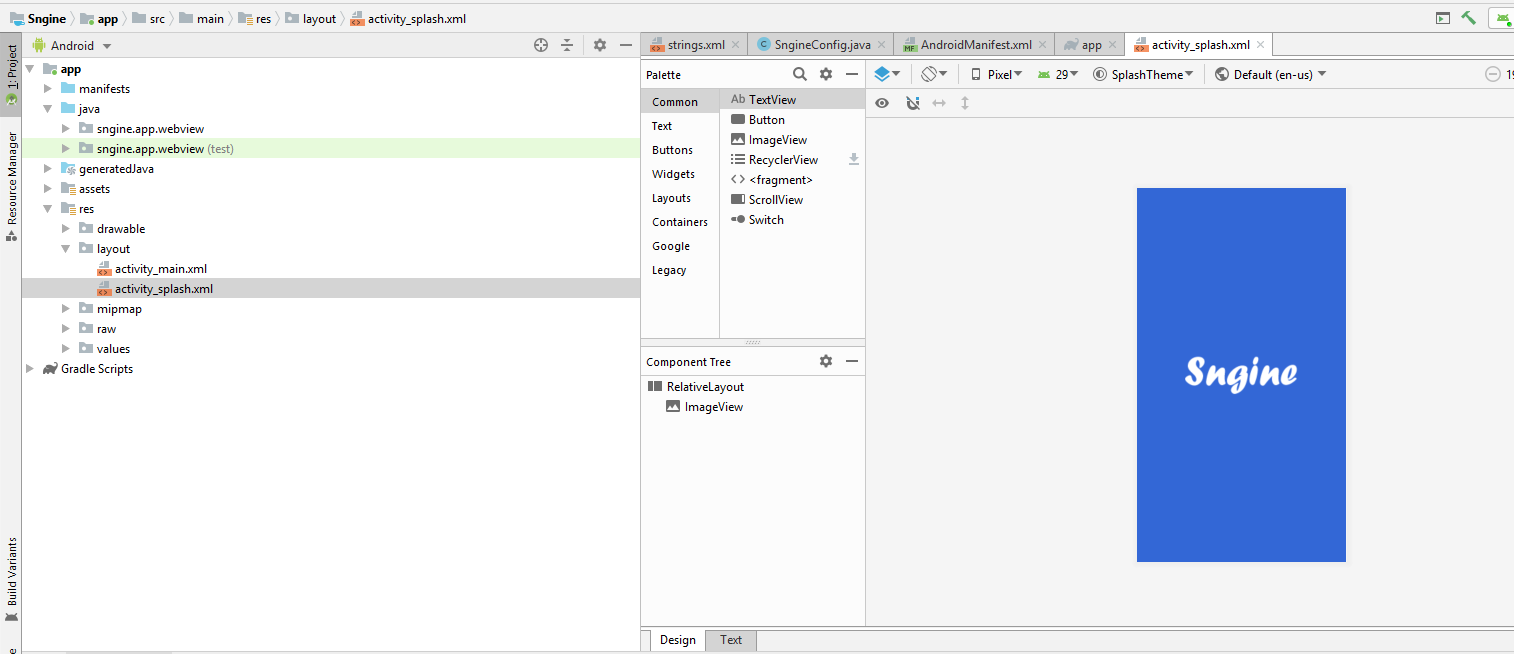 Sngine app src main res layout activity_splash.xml
1: Project
Resource Manager
Build Variants
Android
app
manifests
java
sngine.app.webview
sngine.app.webview (test)
generatedJava
assets
res
drawable
layout
activity_main.xml
activity_splash.xml
mipmap
raw
values
Gradle Scripts
strings.xml SngineConfig.java AndroidManifest.xml app activity_splash.xml
Palette
Common
Text
Buttons
Widgets
Layouts
Containers
Google
Legacy
Ab TextView
Button
ImageView
RecyclerView
<fragment>
ScrollView
Switch
Pixel 29 SplashTheme Default (en-us)
Component Tree
RelativeLayout
ImageView
Sngine
Design Text